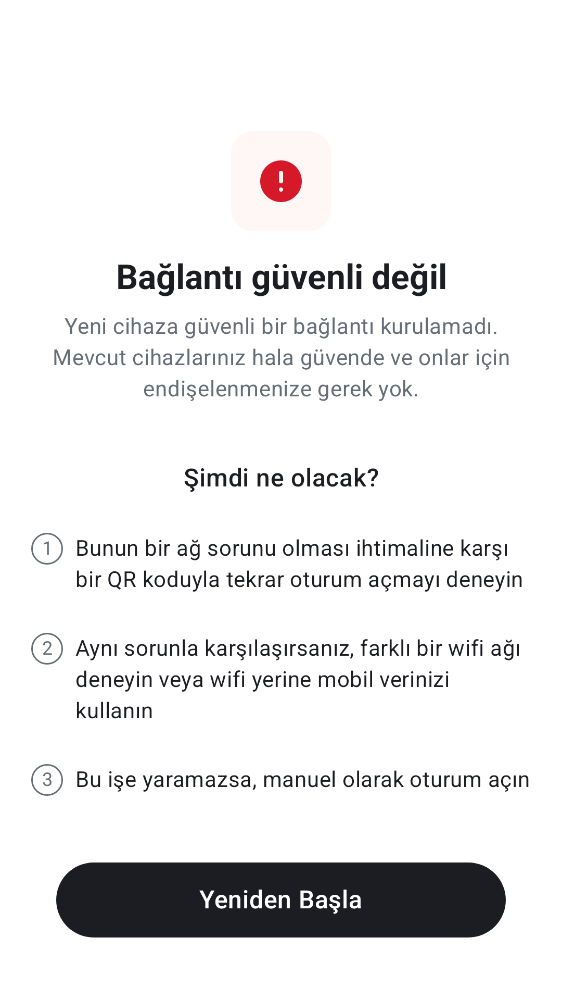 Bağlantı güvenli değil
Yeni cihaza güvenli bir bağlantı kurulamadı.
Mevcut cihazlarınız hala güvende ve onlar için
endişelenmenize gerek yok.
Şimdi ne olacak?
1 Bunun bir ağ sorunu olması ihtimaline karşı
bir QR koduyla tekrar oturum açmayı deneyin
2 Aynı sorunla karşılaşırsanız, farklı bir wifi ağı
deneyin veya wifi yerine mobil verinizi
kullanın
3 Bu işe yaramazsa, manuel olarak oturum açın
Yeniden Başla